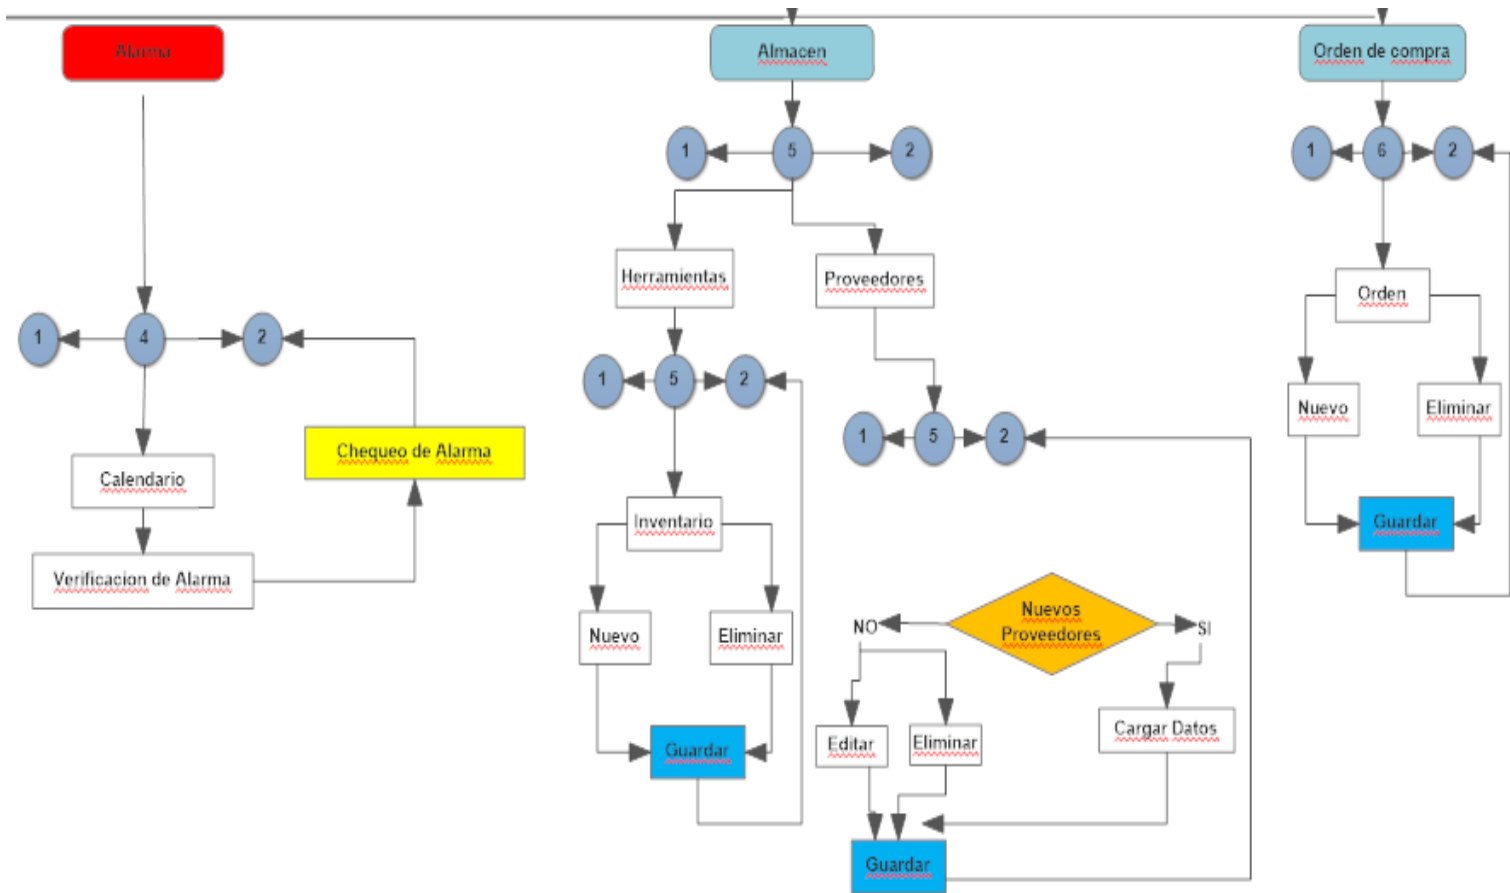 Alarma
Almacen
Orden de compra
1
5
2
1
6
2
Herramientas
Proveedores
Orden
1
4
2
1
5
2
Nuevo
Eliminar
1
5
2
Chequeo de Alarma
Calendario
Inventario
Guardar
Verificacion de Alarma
Nuevos
Proveedores
NO
SI
Nuevo
Eliminar
Cargar Datos
Editar
Eliminar
Guardar
Guardar